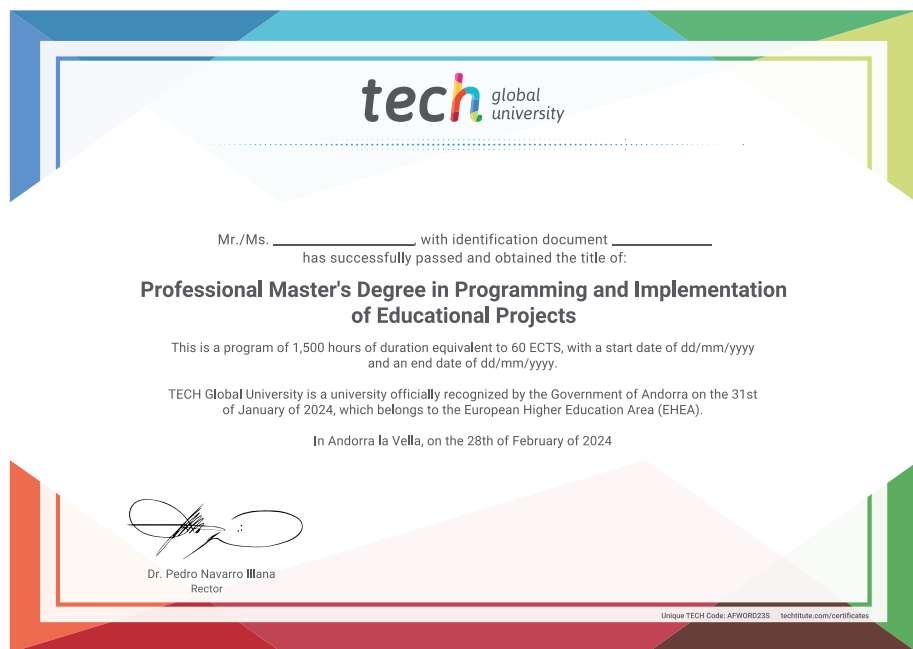 tech global university
Mr./Ms. , with identification document
has successfully passed and obtained the title of:
Professional Master's Degree in Programming and Implementation
of Educational Projects
This is a program of 1,500 hours of duration equivalent to 60 ECTS, with a start date of dd/mm/yyyy
and an end date of dd/mm/yyyy.
TECH Global University is a university officially recognized by the Government of Andorra on the 31st
of January of 2024, which belongs to the European Higher Education Area (EHEA).
In Andorra la Vella, on the 28th of February of 2024
Dr. Pedro Navarro Illana
Rector
Unique TECH Code: AFWORD23S techtitute.com/certificates